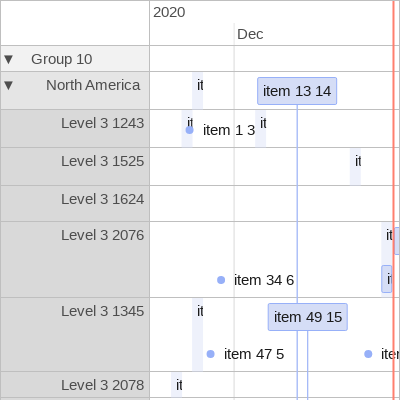 2020
Dec
▼ Group 10
▼ North America it item 13 14
Level 3 1243 it item 1 3 it
Level 3 1525 it
Level 3 1624
Level 3 2076 it
item 34 6 it
Level 3 1345 it item 49 15
item 47 5
Level 3 2078 it